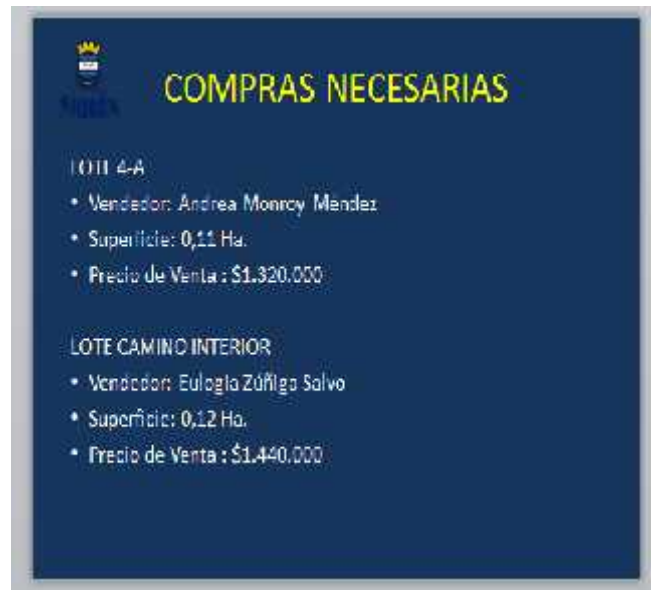 COMPRAS NECESARIAS
LOTE 4-A
• Vendedor: Andrea Monroy Mendez
• Superficie: 0,11 Ha.
• Precio de Venta : $1.320.000
LOTE CAMINO INTERIOR
• Vendedor: Eulogia Zúñiga Salvo
• Superficie: 0,12 Ha.
• Precio de Venta : $1.440.000